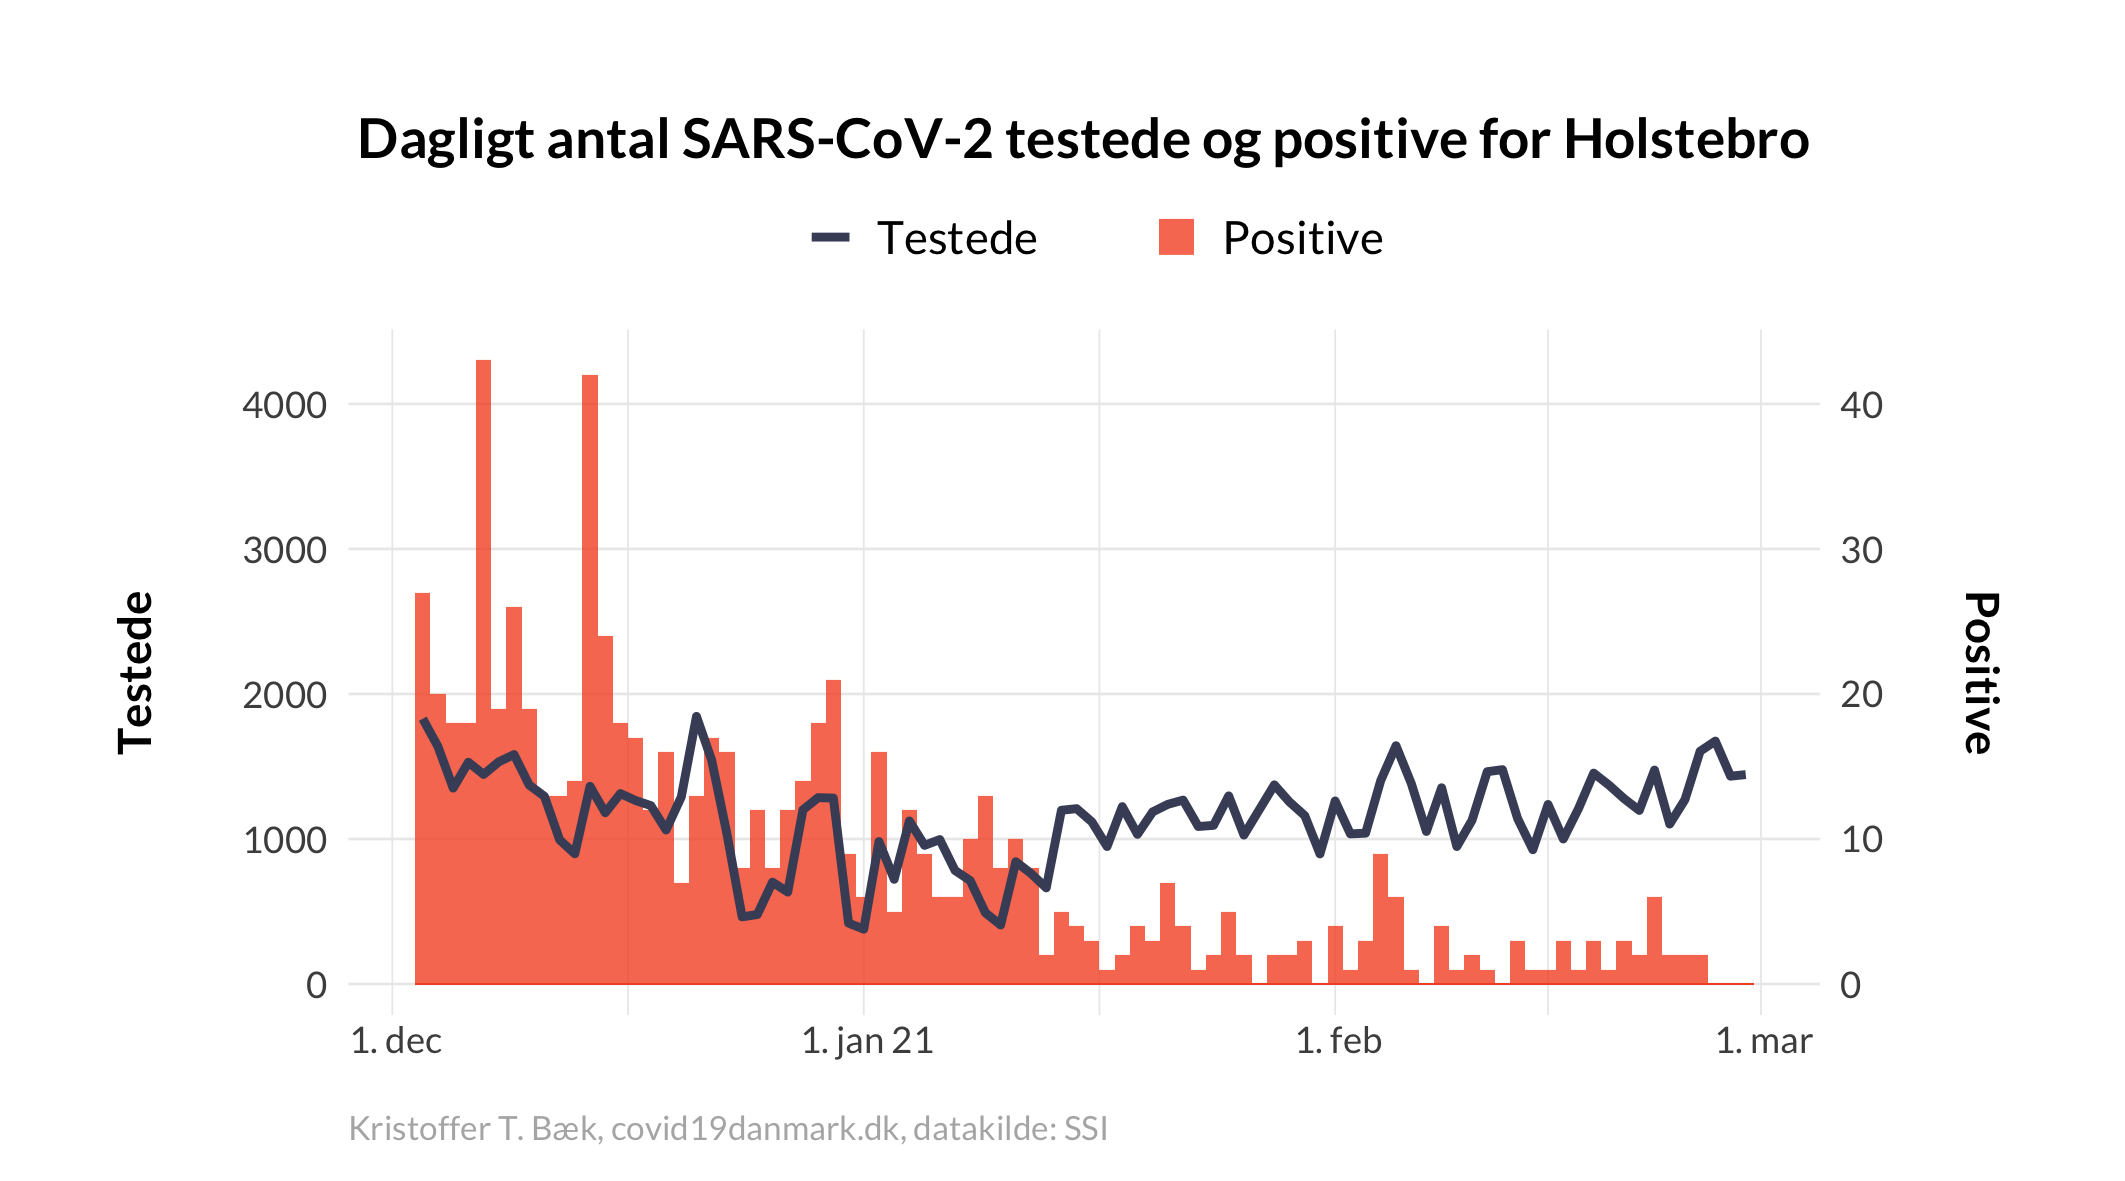 Dagligt antal SARS-CoV-2 testede og positive for Holstebro
Testede
Positive
4000
3000
2000
1000
0
40
30
20
10
0
Testede
Positive
1. dec
1. jan 21
1. feb
1. mar
Kristoffer T. Bæk, covid19danmark.dk, datakilde: SSI